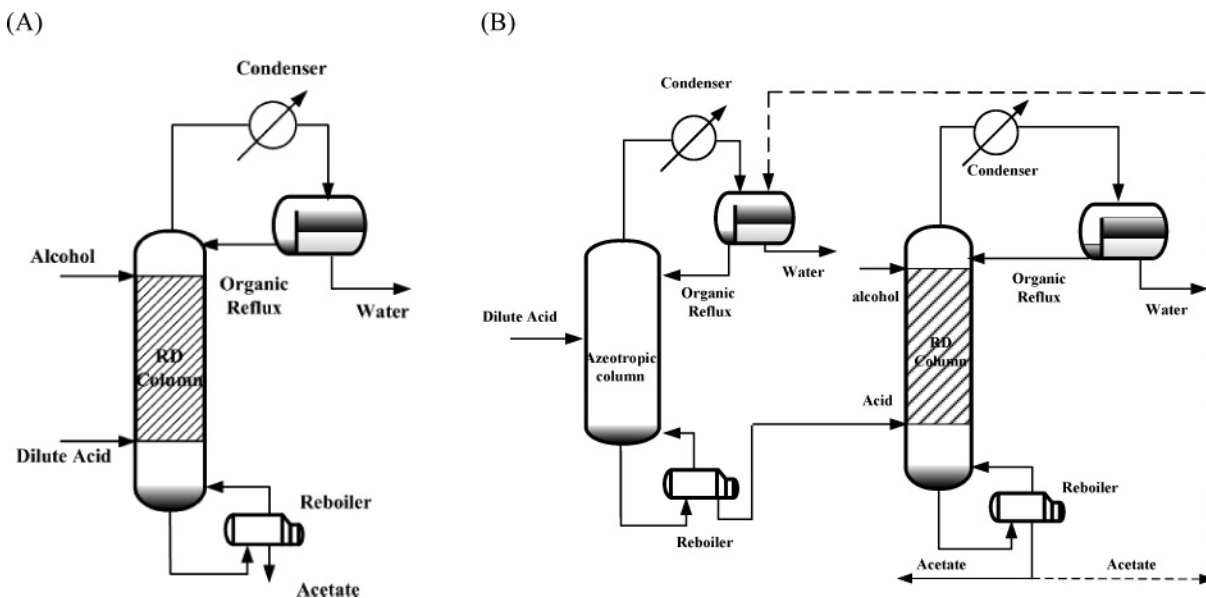 (A)
Condenser
Alcohol
Organic
Reflux
Water
RD
Column
Dilute Acid
Reboiler
Acetate
(B)
Condenser
Condenser
Water
Organic
Reflux
Dilute Acid
Azeotropic
column
alcohol
Organic
Reflux
Water
RD
Column
Acid
Reboiler
Reboiler
Acetate
Acetate